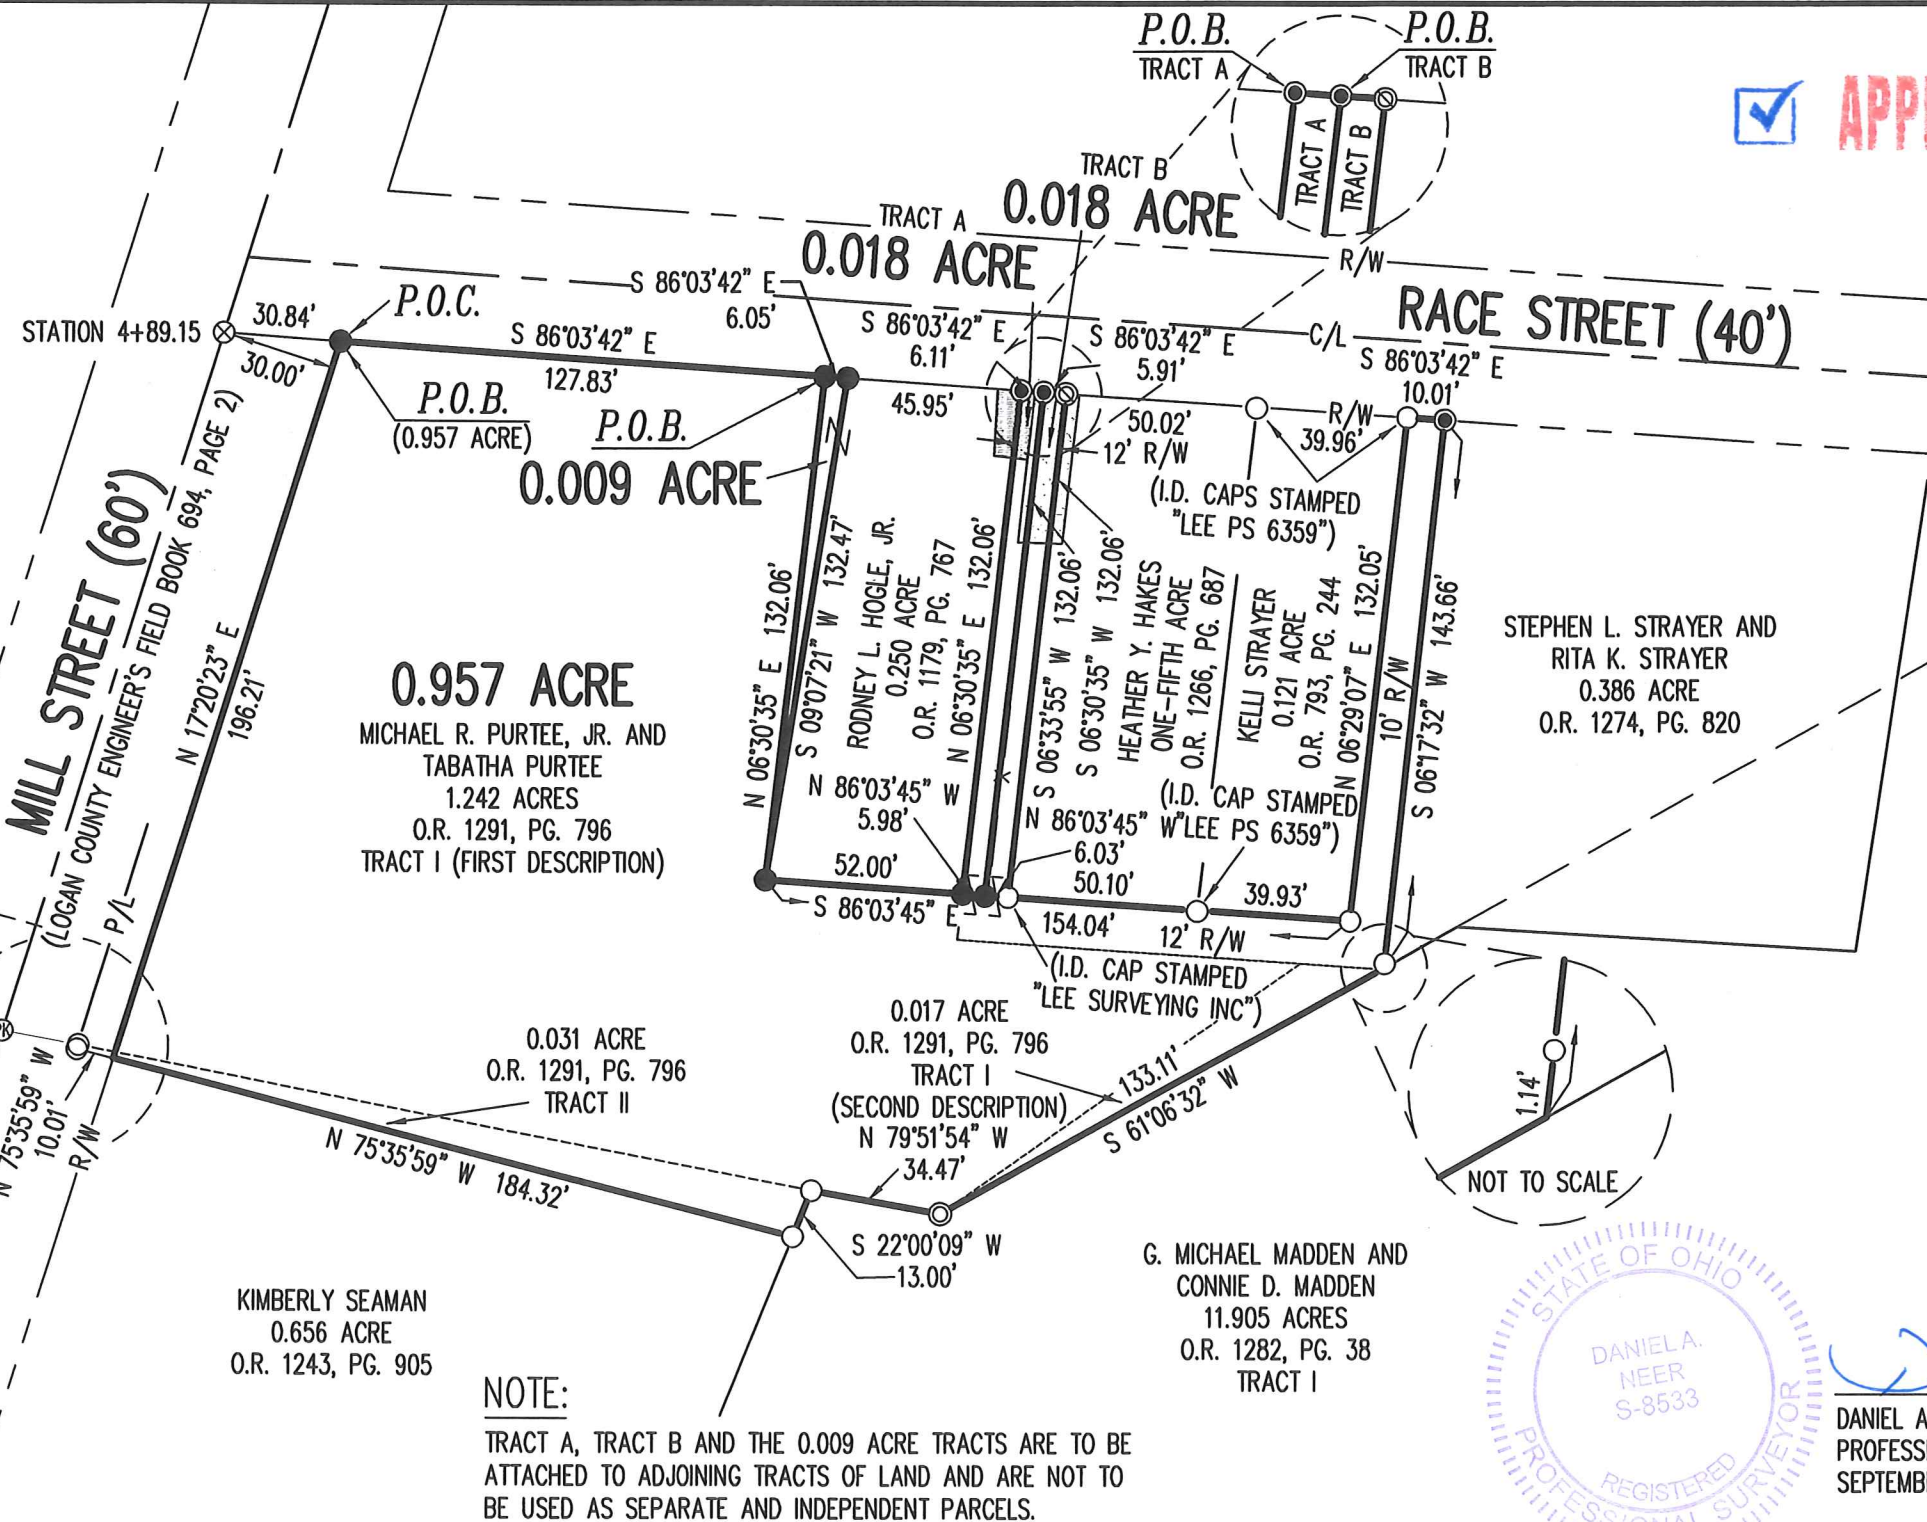 P.O.B.
TRACT A
P.O.B.
TRACT B
TRACT A
TRACT B
TRACT B
0.018 ACRE
TRACT A
0.018 ACRE
R/W
RACE STREET (40')
C/L
STATION 4+89.15
30.84'
30.00'
P.O.C.
S 86°03'42" E
127.83'
S 86°03'42" E
6.05'
S 86°03'42" E
6.11'
45.95'
S 86°03'42" E
5.91'
50.02'
S 86°03'42" E
10.01'
R/W
39.96'
12' R/W
P.O.B.
(0.957 ACRE)
P.O.B.
0.009 ACRE
(I.D. CAPS STAMPED
"LEE PS 6359")
MILL STREET (60')
(LOGAN COUNTY ENGINEER'S FIELD BOOK 694, PAGE 2)
P/L
N 17°20'23" E
196.21'
0.957 ACRE
MICHAEL R. PURTEE, JR. AND
TABATHA PURTEE
1.242 ACRES
O.R. 1291, PG. 796
TRACT I (FIRST DESCRIPTION)
N 06°30'35" E 132.06'
S 09°07'21" W 132.47'
RODNEY L. HOGLE, JR.
0.250 ACRE
O.R. 1179, PG. 767
N 06°30'35" E 132.06'
S 06°33'55" W 132.06'
S 06°30'35" W 132.06'
HEATHER Y. HAKES
ONE-FIFTH ACRE
O.R. 1266, PG. 687
KELLI STRAYER
0.121 ACRE
O.R. 793, PG. 244
N 06°29'07" E 132.05'
10' R/W
S 06°17'32" W 143.66'
STEPHEN L. STRAYER AND
RITA K. STRAYER
0.386 ACRE
O.R. 1274, PG. 820
N 86°03'45" W
5.98'
N 86°03'45" W
6.03'
(I.D. CAP STAMPED
"LEE PS 6359")
52.00'
S 86°03'45" E
50.10'
39.93'
154.04'
12' R/W
(I.D. CAP STAMPED
"LEE SURVEYING INC")
0.031 ACRE
O.R. 1291, PG. 796
TRACT II
0.017 ACRE
O.R. 1291, PG. 796
TRACT I
(SECOND DESCRIPTION)
N 79°51'54" W
34.47'
133.11'
S 61°06'32" W
1.14'
NOT TO SCALE
N 75°35'59" W
10.01'
R/W
N 75°35'59" W 184.32'
S 22°00'09" W
13.00'
KIMBERLY SEAMAN
0.656 ACRE
O.R. 1243, PG. 905
G. MICHAEL MADDEN AND
CONNIE D. MADDEN
11.905 ACRES
O.R. 1282, PG. 38
TRACT I
NOTE:
TRACT A, TRACT B AND THE 0.009 ACRE TRACTS ARE TO BE
ATTACHED TO ADJOINING TRACTS OF LAND AND ARE NOT TO
BE USED AS SEPARATE AND INDEPENDENT PARCELS.
STATE OF OHIO
DANIEL A.
NEER
S-8533
REGISTERED
PROFESSIONAL SURVEYOR
DANIEL A